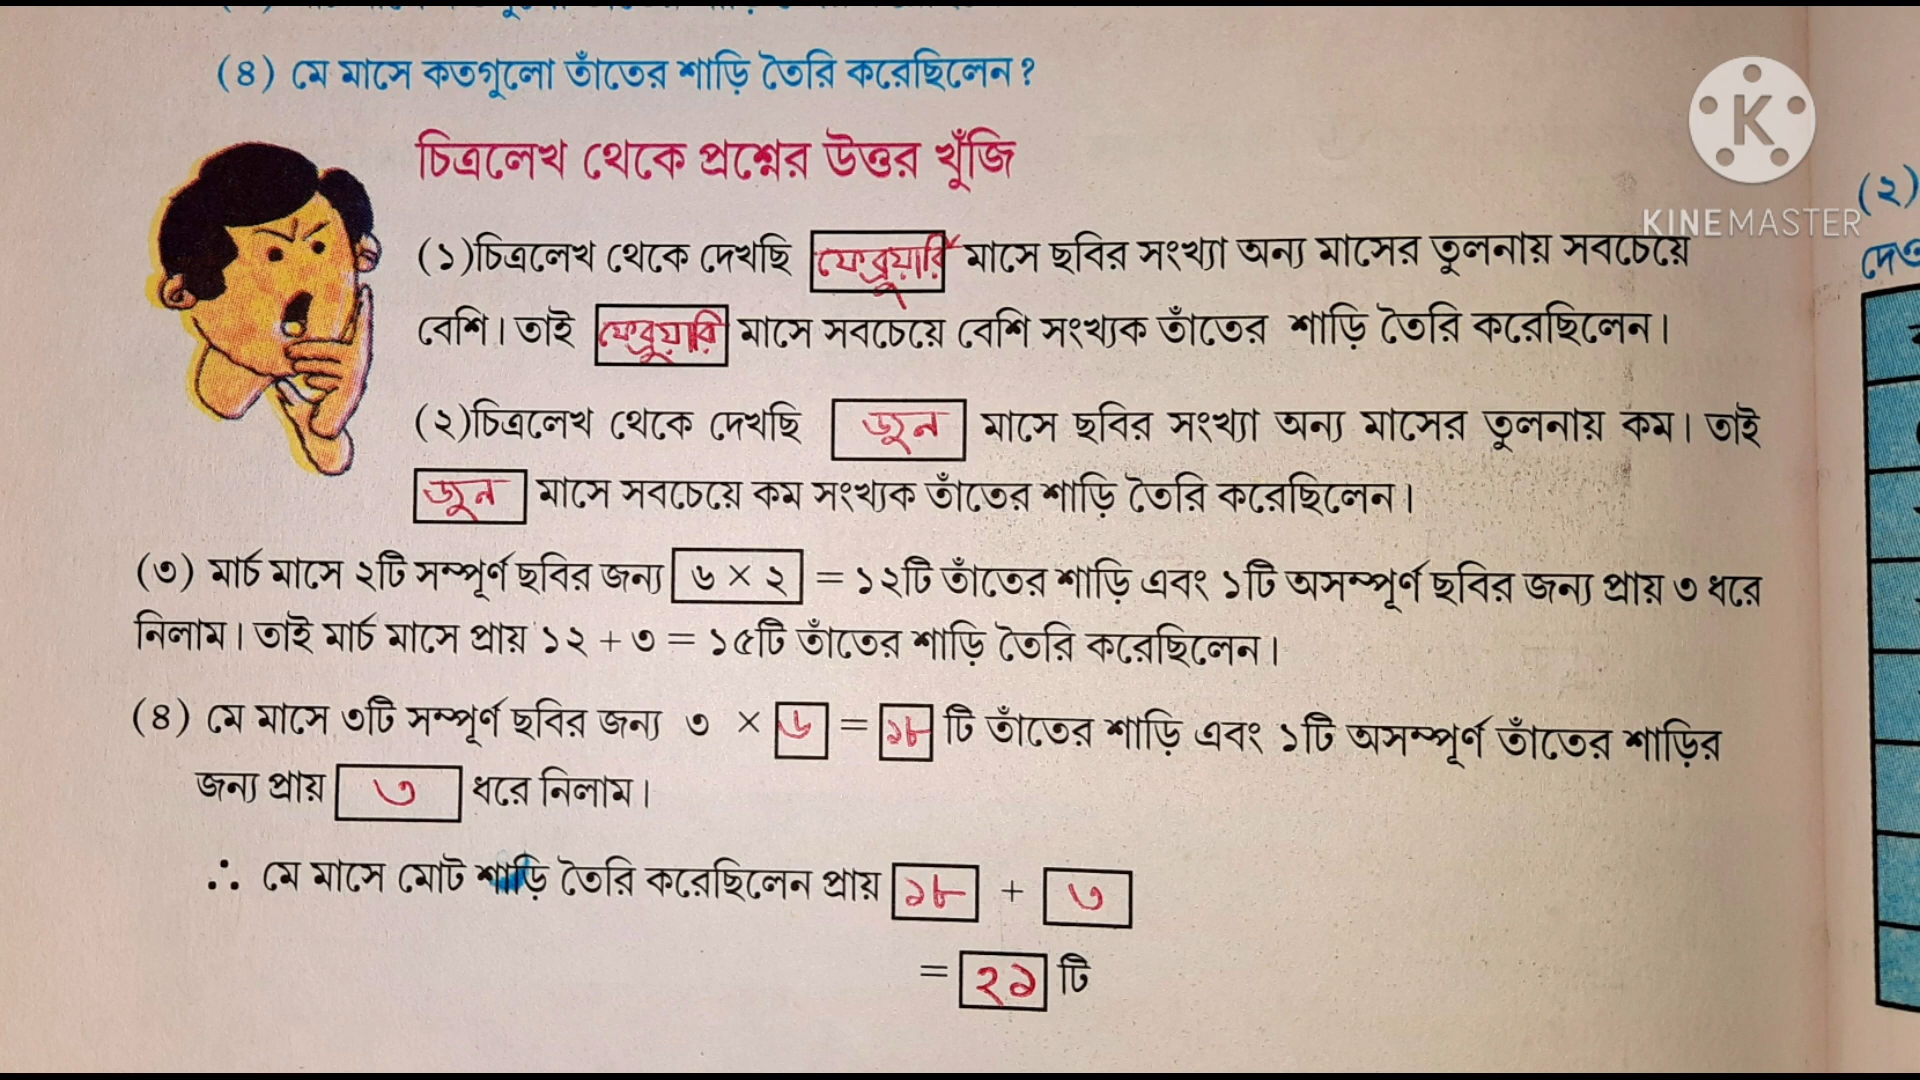 (৪) মে মাসে কতগুলো তাঁতের শাড়ি তৈরি করেছিলেন?
চিত্রলেখ থেকে প্রশ্নের উত্তর খুঁজি
K
KINEMASTER
(১)চিত্রলেখ থেকে দেখছি ফেব্রুয়ারি মাসে ছবির সংখ্যা অন্য মাসের তুলনায় সবচেয়ে
বেশি। তাই ফেব্রুয়ারি মাসে সবচেয়ে বেশি সংখ্যক তাঁতের শাড়ি তৈরি করেছিলেন।
(২)চিত্রলেখ থেকে দেখছি জুন মাসে ছবির সংখ্যা অন্য মাসের তুলনায় কম। তাই
জুন মাসে সবচেয়ে কম সংখ্যক তাঁতের শাড়ি তৈরি করেছিলেন।
(৩) মার্চ মাসে ২টি সম্পূর্ণ ছবির জন্য ৬ × ২ = ১২টি তাঁতের শাড়ি এবং ১টি অসম্পূর্ণ ছবির জন্য প্রায় ৩ ধরে
নিলাম। তাই মার্চ মাসে প্রায় ১২ + ৩ = ১৫টি তাঁতের শাড়ি তৈরি করেছিলেন।
(৪) মে মাসে ৩টি সম্পূর্ণ ছবির জন্য ৩ × ৬ = ১৮ টি তাঁতের শাড়ি এবং ১টি অসম্পূর্ণ তাঁতের শাড়ির
জন্য প্রায় ৩ ধরে নিলাম।
∴ মে মাসে মোট শাড়ি তৈরি করেছিলেন প্রায় ১৮ + ৩
= ২১ টি
(২)